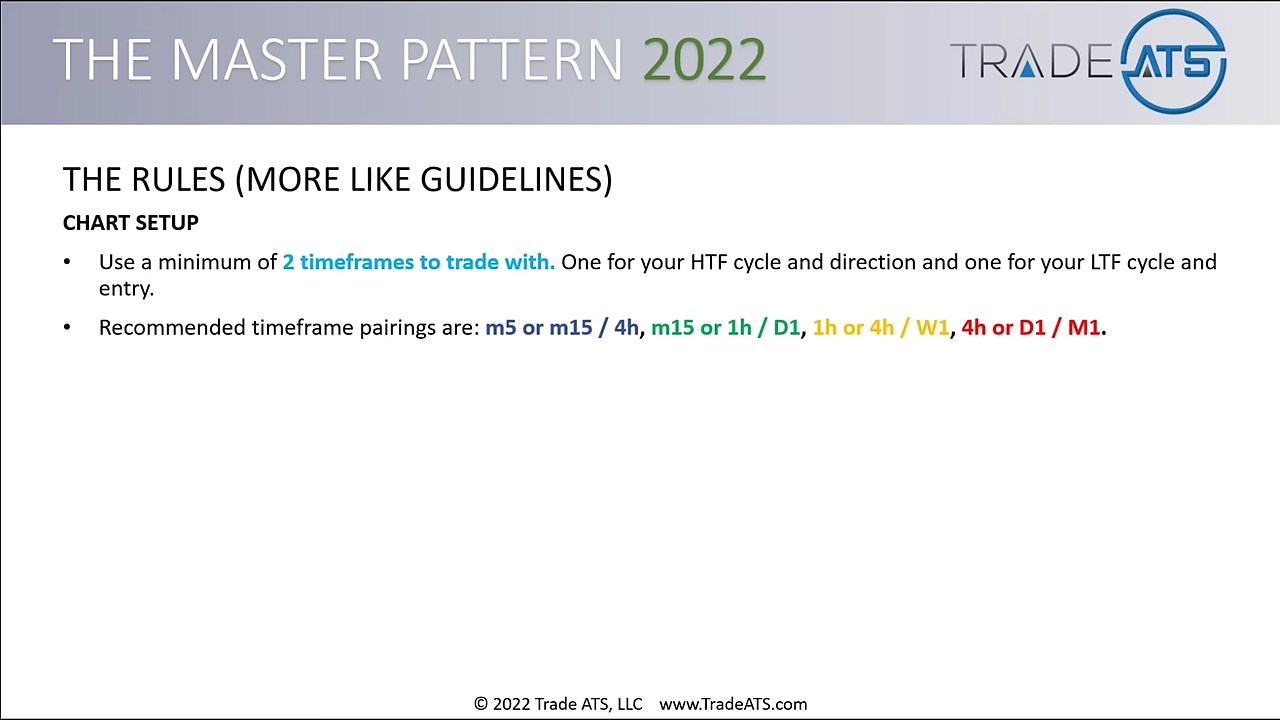 THE MASTER PATTERN 2022
TRADE ATS
THE RULES (MORE LIKE GUIDELINES)
CHART SETUP
• Use a minimum of 2 timeframes to trade with. One for your HTF cycle and direction and one for your LTF cycle and
entry.
• Recommended timeframe pairings are: m5 or m15 / 4h, m15 or 1h / D1, 1h or 4h / W1, 4h or D1 / M1.
© 2022 Trade ATS, LLC www.TradeATS.com